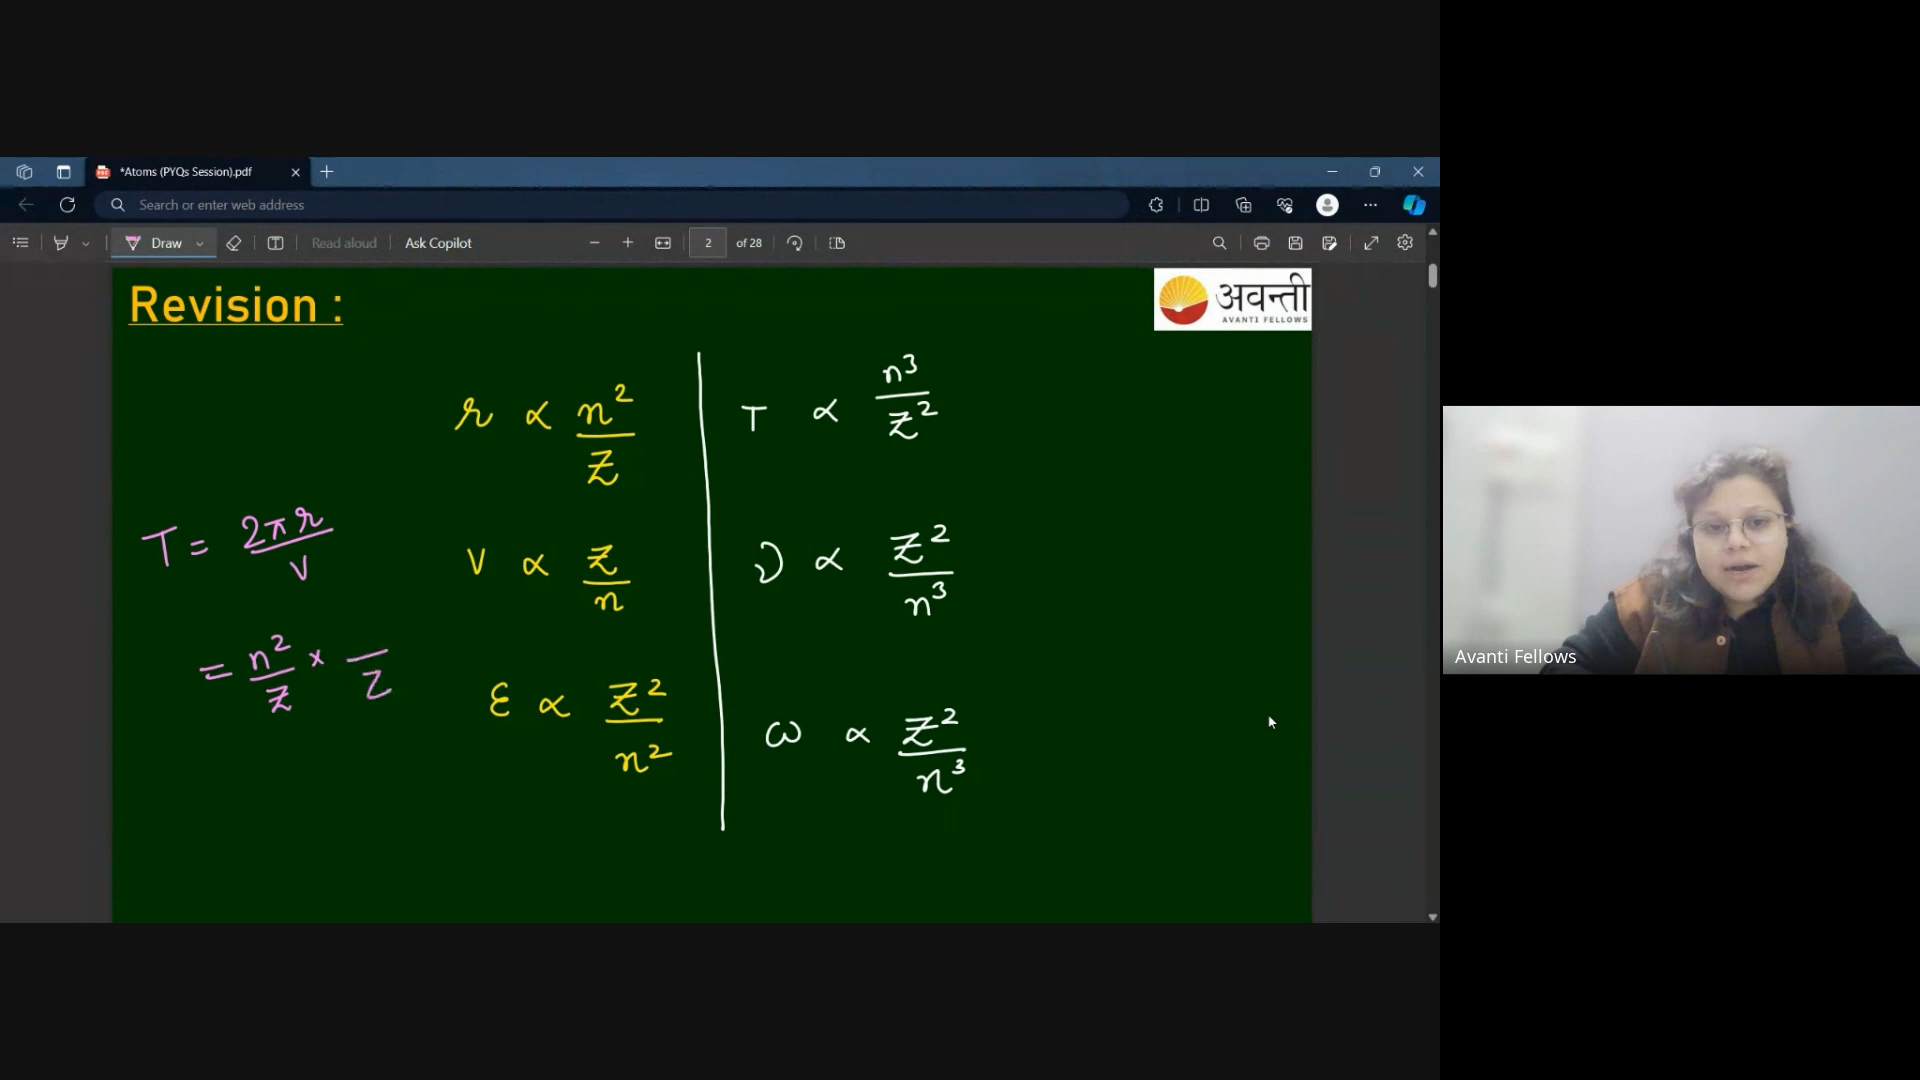 *Atoms (PYQs Session).pdf
Search or enter web address
Draw
Read aloud
Ask Copilot
2 of 28
Revision :
अवन्ती
AVANTI FELLOWS
r ∝ n²/Z
T ∝ n³/Z²
T = 2πr/v
v ∝ Z/n
ν ∝ Z²/n³
= n²/Z × /Z
E ∝ Z²/n²
ω ∝ Z²/n³
Avanti Fellows